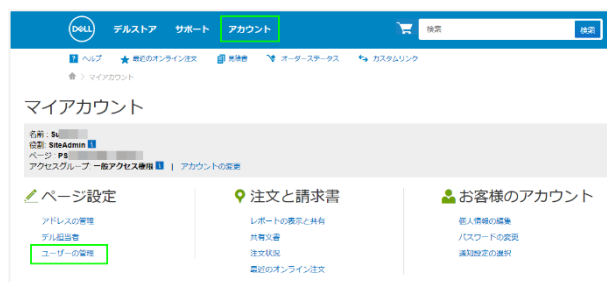 DELL デルストア サポート アカウント 検索 検索
? ヘルプ 最近のオンライン注文 見積書 オーダーステータス カスタムリンク
> マイアカウント
マイアカウント
名前 : Su
役割: SiteAdmin i
ページ : PS
アクセスグループ: 一般アクセス権限 i | アカウントの変更
ページ設定
アドレスの管理
デル担当者
ユーザーの管理
注文と請求書
レポートの表示と共有
共有文書
注文状況
最近のオンライン注文
お客様のアカウント
個人情報の編集
パスワードの変更
通知設定の選択